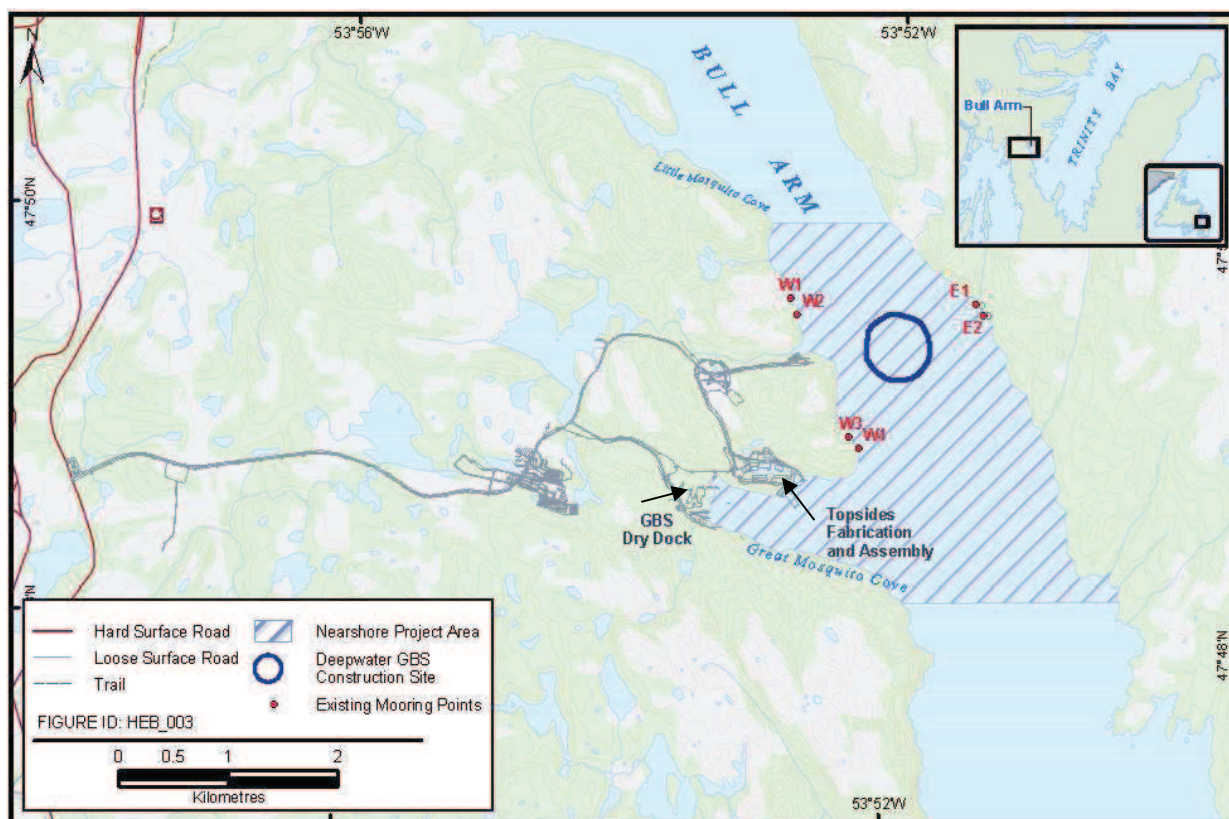 53°56'W
53°52'W
N
BULL
ARM
Bull Arm
TRINITY BAY
47°50'N
Little Mosquito Cove
W1
W2
E1
E2
W3
W4
GBS
Dry Dock
Topsides
Fabrication
and Assembly
Great Mosquito Cove
47°48'N
53°52'W
Hard Surface Road
Loose Surface Road
Trail
Nearshore Project Area
Deepwater GBS
Construction Site
Existing Mooring Points
FIGURE ID: HEB_003
0 0.5 1 2
Kilometres